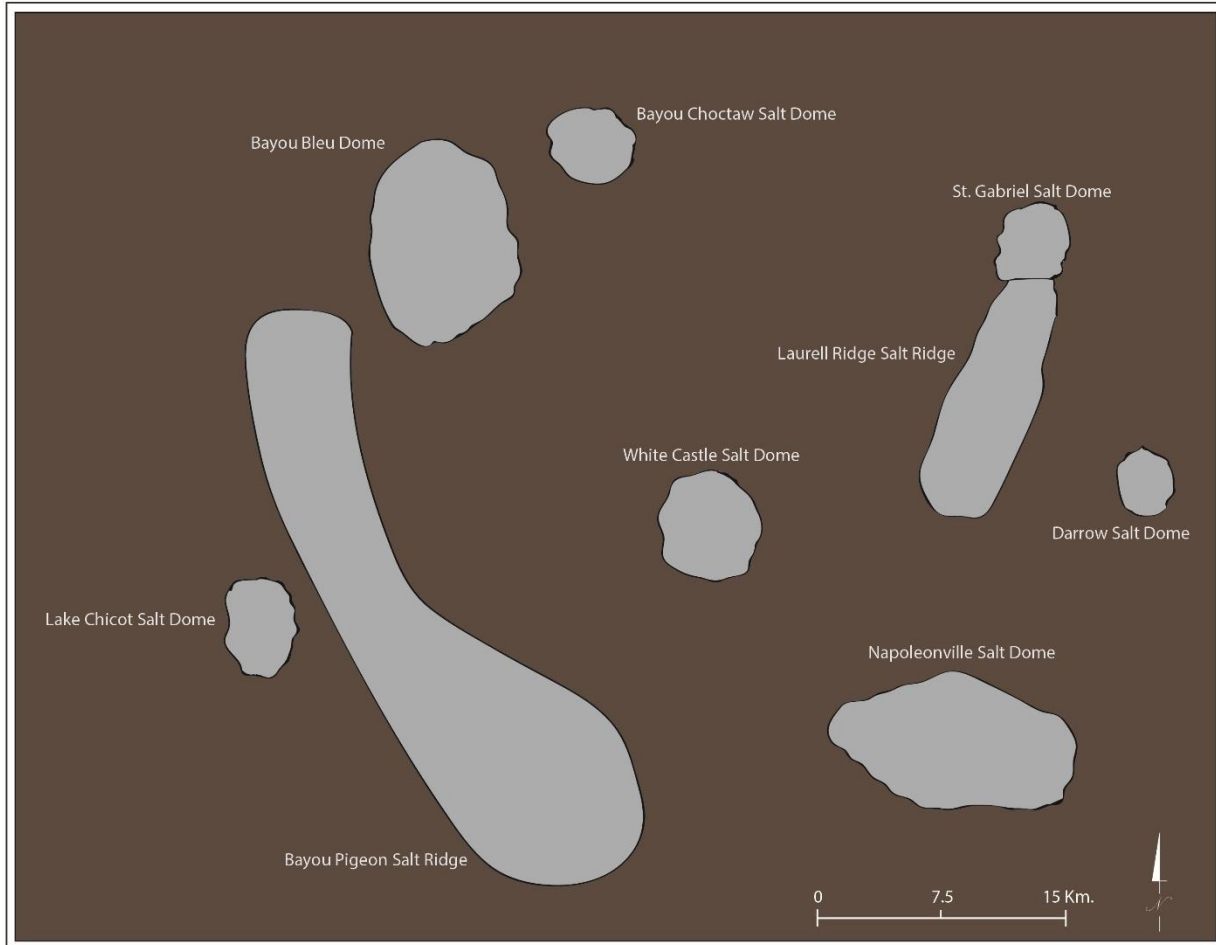 Bayou Choctaw Salt Dome
Bayou Bleu Dome
St. Gabriel Salt Dome
Laurell Ridge Salt Ridge
White Castle Salt Dome
Darrow Salt Dome
Lake Chicot Salt Dome
Napoleonville Salt Dome
Bayou Pigeon Salt Ridge
0 7.5 15 Km.
N